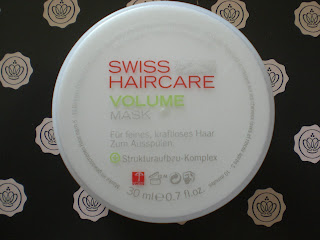 SWISS
HAIRCARE
VOLUME
MASK
Für feines, kraftloses Haar
Zum Ausspülen
Strukturaufbau-Komplex
30 ml e 0.7 fl.oz.